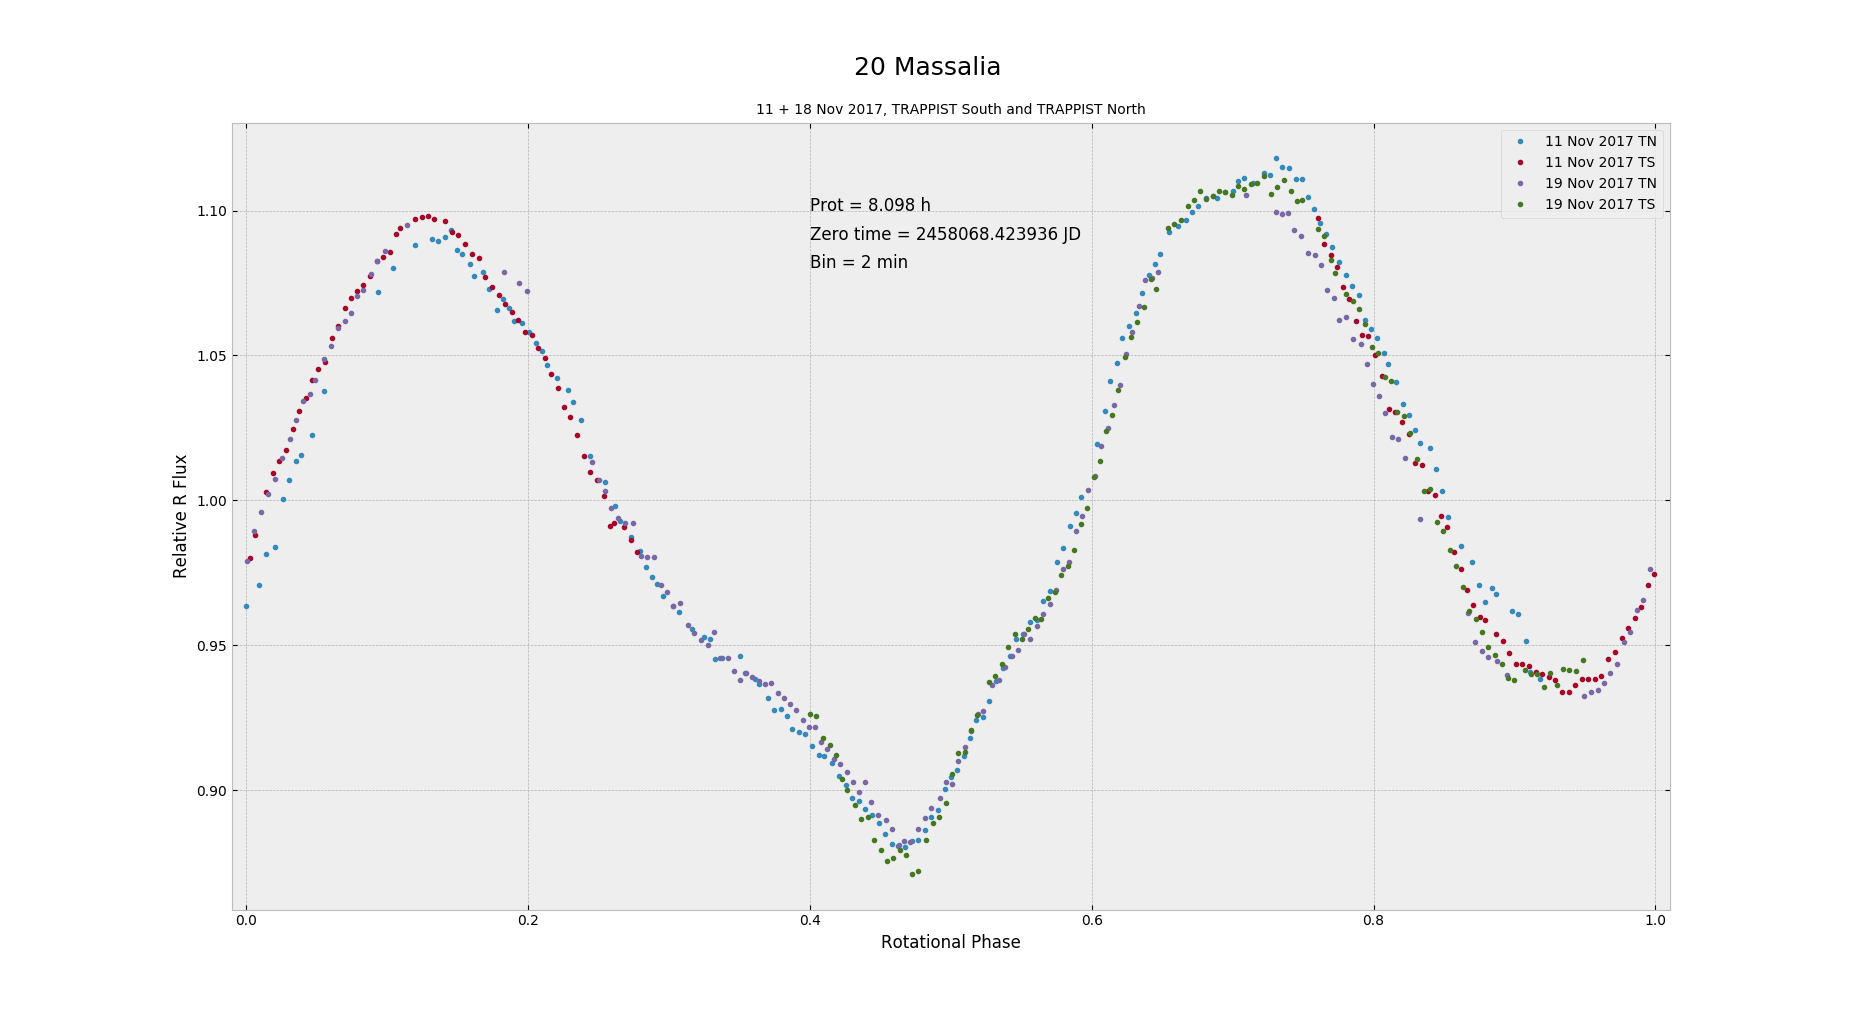 20 Massalia
11 + 18 Nov 2017, TRAPPIST South and TRAPPIST North
11 Nov 2017 TN
11 Nov 2017 TS
19 Nov 2017 TN
19 Nov 2017 TS
Prot = 8.098 h
Zero time = 2458068.423936 JD
Bin = 2 min
Relative R Flux
1.10
1.05
1.00
0.95
0.90
0.0 0.2 0.4 0.6 0.8 1.0
Rotational Phase